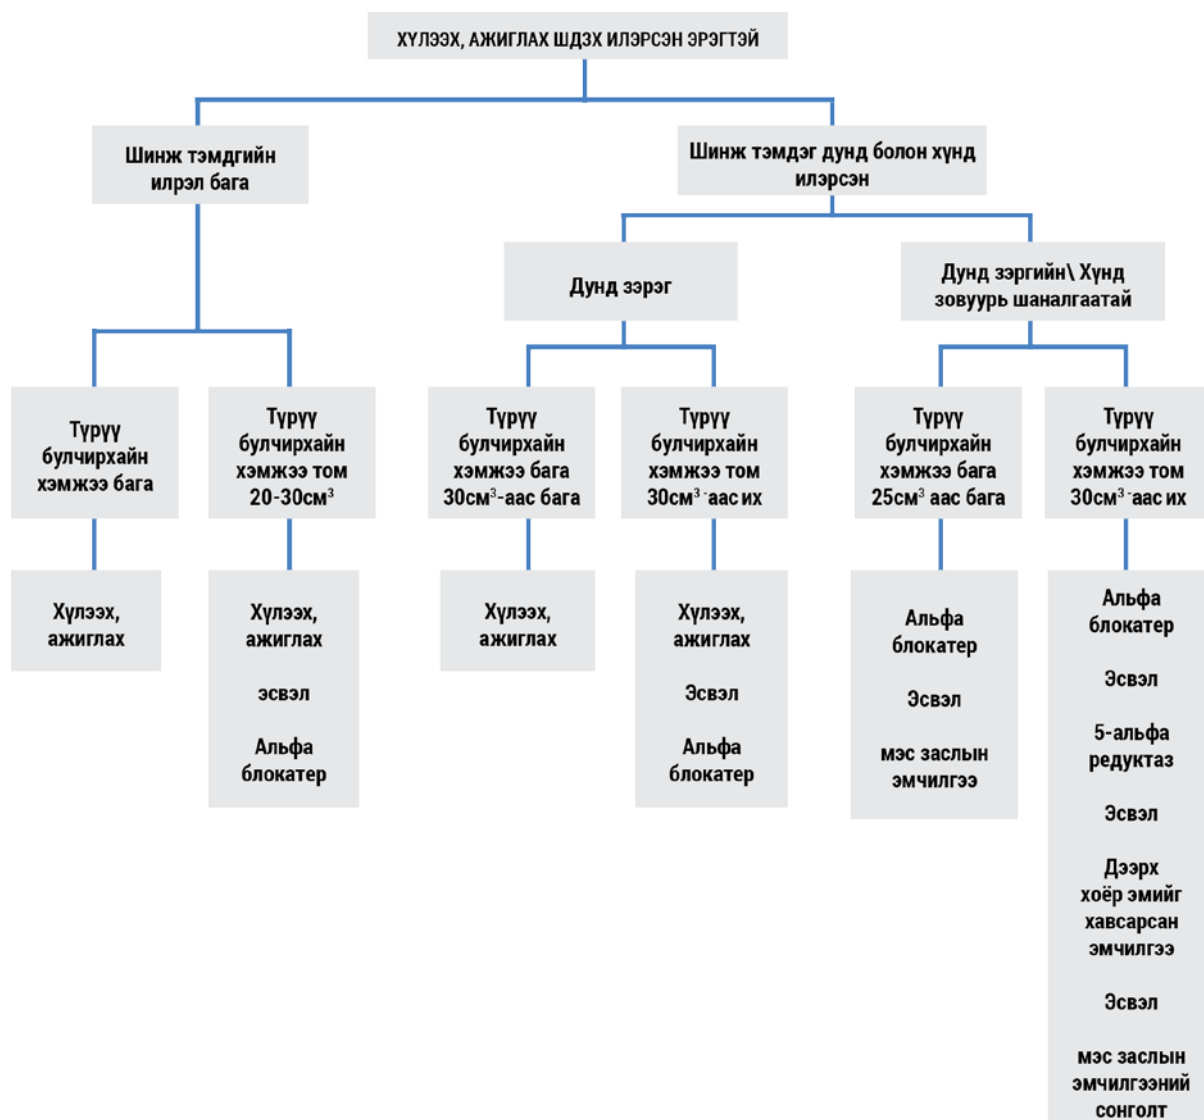 ХҮЛЭЭХ, АЖИГЛАХ ШДЗХ ИЛЭРСЭН ЭРЭГТЭЙ
Шинж тэмдгийн
илрэл бага
Шинж тэмдэг дунд болон хүнд
илэрсэн
Дунд зэрэг
Дунд зэргийн\ Хүнд
зовуурь шаналгаатай
Түрүү
булчирхайн
хэмжээ бага
Түрүү
булчирхайн
хэмжээ том
20-30см³
Түрүү
булчирхайн
хэмжээ бага
30см³-аас бага
Түрүү
булчирхайн
хэмжээ том
30см³ -аас их
Түрүү
булчирхайн
хэмжээ бага
25см³ аас бага
Түрүү
булчирхайн
хэмжээ том
30см³ -аас их
Хүлээх,
ажиглах
Хүлээх,
ажиглах
эсвэл
Альфа
блокатер
Хүлээх,
ажиглах
Хүлээх,
ажиглах
Эсвэл
Альфа
блокатер
Альфа
блокатер
Эсвэл
мэс заслын
эмчилгээ
Альфа
блокатер
Эсвэл
5-альфа
редуктаз
Эсвэл
Дээрх
хоёр эмийг
хавсарсан
эмчилгээ
Эсвэл
мэс заслын
эмчилгээний
сонголт